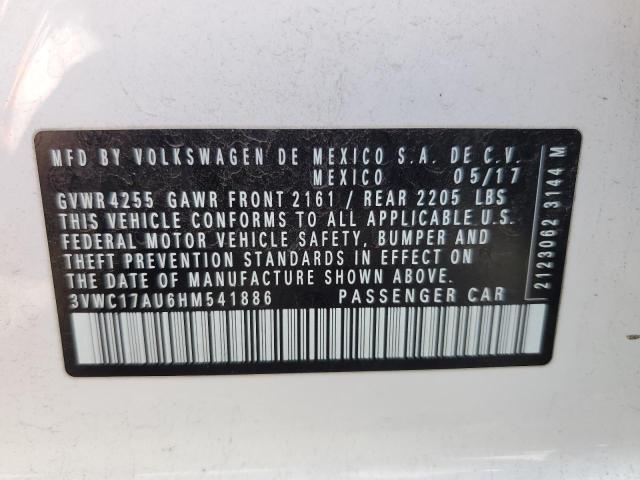 MFD BY VOLKSWAGEN DE MEXICO S.A. DE C.V.
MEXICO 05/17
GVWR4255 GAWR FRONT 2161 / REAR 2205 LBS
THIS VEHICLE CONFORMS TO ALL APPLICABLE U.S.
FEDERAL MOTOR VEHICLE SAFETY, BUMPER AND
THEFT PREVENTION STANDARDS IN EFFECT ON
THE DATE OF MANUFACTURE SHOWN ABOVE.
3VWC17AU6HM541886 PASSENGER CAR
2123062 3144 M